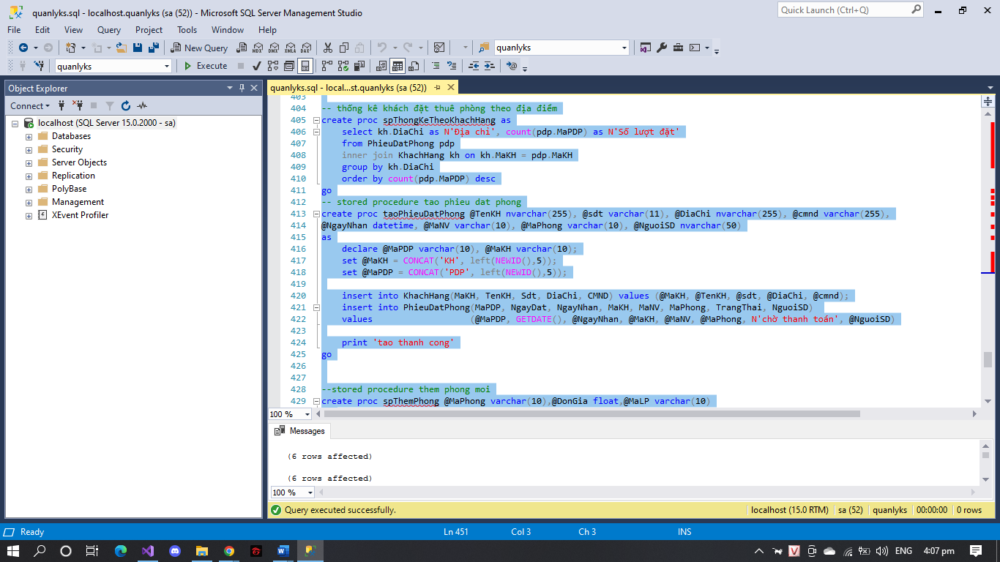 quanlyks.sql - localhost.quanlyks (sa (52)) - Microsoft SQL Server Management Studio
Quick Launch (Ctrl+Q)
File Edit View Query Project Tools Window Help
New Query MDX DMX XMLA DAX quanlyks
quanlyks Execute
Object Explorer
Connect
localhost (SQL Server 15.0.2000 - sa)
Databases
Security
Server Objects
Replication
PolyBase
Management
XEvent Profiler
quanlyks.sql - local...st.quanlyks (sa (52))
403
404 -- thống kê khách đặt thuê phòng theo địa điểm
405 create proc spThongKeTheoKhachHang as
406 select kh.DiaChi as N'Địa chỉ', count(pdp.MaPDP) as N'Số lượt đặt'
407 from PhieuDatPhong pdp
408 inner join KhachHang kh on kh.MaKH = pdp.MaKH
409 group by kh.DiaChi
410 order by count(pdp.MaPDP) desc
411 go
412 -- stored procedure tao phieu dat phong
413 create proc taoPhieuDatPhong @TenKH nvarchar(255), @sdt varchar(11), @DiaChi nvarchar(255), @cmnd varchar(255),
414 @NgayNhan datetime, @MaNV varchar(10), @MaPhong varchar(10), @NguoiSD nvarchar(50)
415 as
416 declare @MaPDP varchar(10), @MaKH varchar(10);
417 set @MaKH = CONCAT('KH', left(NEWID(),5));
418 set @MaPDP = CONCAT('PDP', left(NEWID(),5));
419
420 insert into KhachHang(MaKH, TenKH, Sdt, DiaChi, CMND) values (@MaKH, @TenKH, @sdt, @DiaChi, @cmnd);
421 insert into PhieuDatPhong(MaPDP, NgayDat, NgayNhan, MaKH, MaNV, MaPhong, TrangThai, NguoiSD)
422 values (@MaPDP, GETDATE(), @NgayNhan, @MaKH, @MaNV, @MaPhong, N'chờ thanh toán', @NguoiSD)
423
424 print 'tao thanh cong'
425 go
426
427
428 --stored procedure them phong moi
429 create proc spThemPhong @MaPhong varchar(10),@DonGia float,@MaLP varchar(10)
100 %
Messages
(6 rows affected)
(6 rows affected)
100 %
Query executed successfully. localhost (15.0 RTM) sa (52) quanlyks 00:00:00 0 rows
Ready Ln 451 Col 3 Ch 3 INS
ENG 4:07 pm